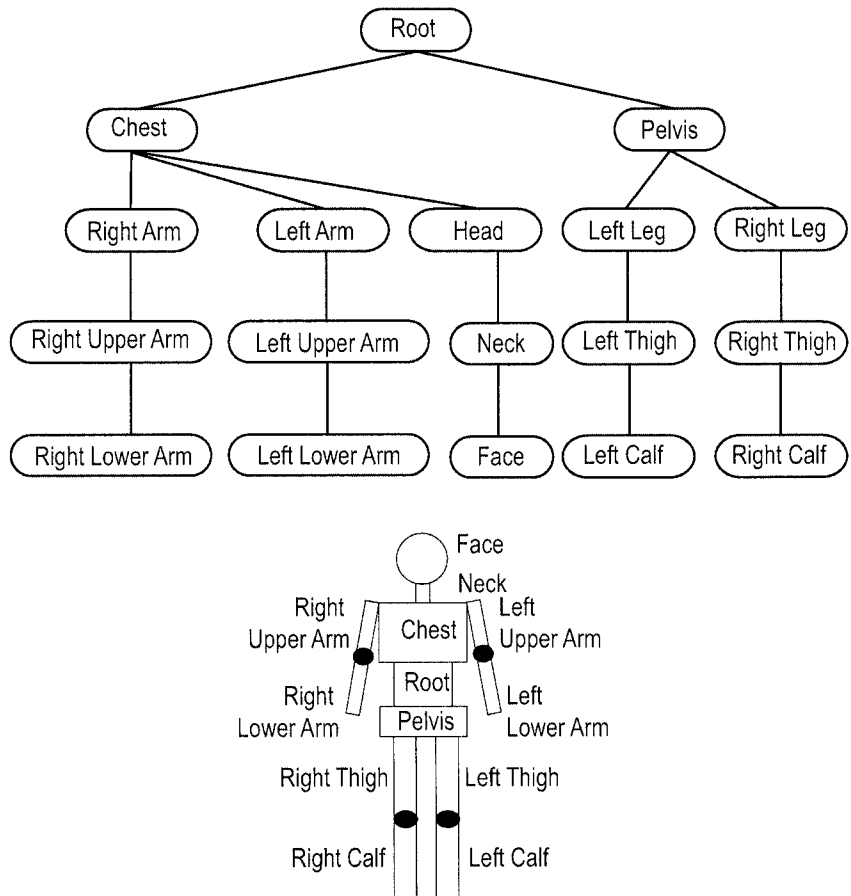 Root
Chest
Pelvis
Right Arm
Left Arm
Head
Left Leg
Right Leg
Right Upper Arm
Left Upper Arm
Neck
Left Thigh
Right Thigh
Right Lower Arm
Left Lower Arm
Face
Left Calf
Right Calf
Face
Neck
Right
Upper Arm
Chest
Left
Upper Arm
Root
Right
Lower Arm
Pelvis
Left
Lower Arm
Right Thigh
Left Thigh
Right Calf
Left Calf